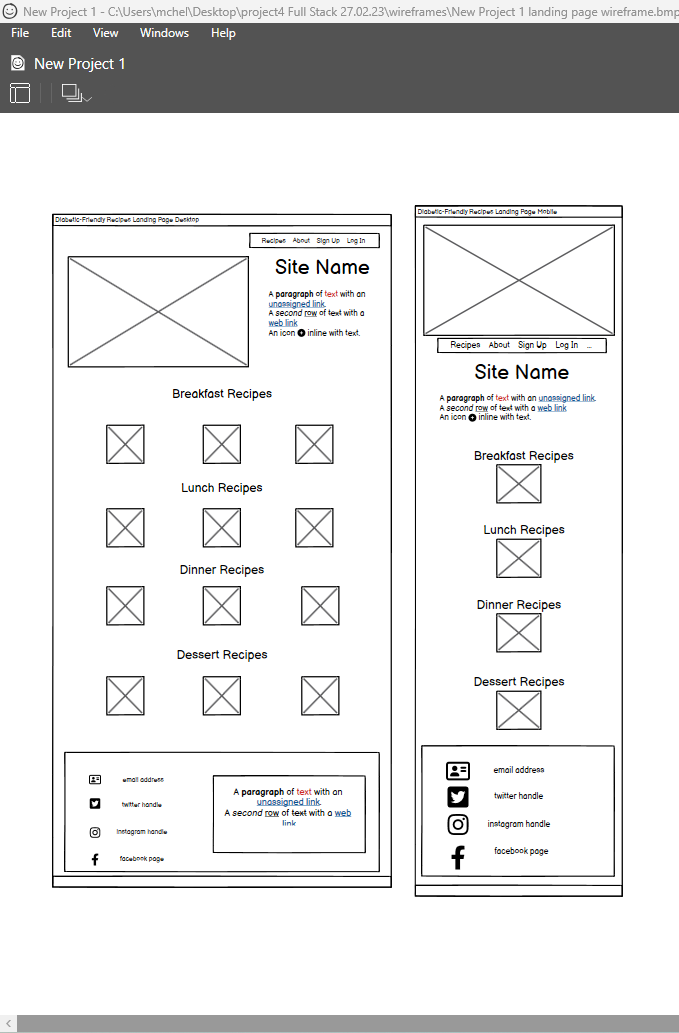 New Project 1 - C:\Users\mchel\Desktop\project4 Full Stack 27.02.23\wireframes\New Project 1 landing page wireframe.bmp
File Edit View Windows Help
New Project 1
Diabetic-Friendly Recipes Landing Page Desktop
Recipes About Sign Up Log In
Site Name
A paragraph of text with an
unassigned link.
A second row of text with a
web link
An icon inline with text.
Breakfast Recipes
Lunch Recipes
Dinner Recipes
Dessert Recipes
email address
twitter handle
instagram handle
facebook page
A paragraph of text with an
unassigned link.
A second row of text with a web
link
Diabetic-Friendly Recipes Landing Page Mobile
Recipes About Sign Up Log In ...
Site Name
A paragraph of text with an unassigned link.
A second row of text with a web link
An icon inline with text.
Breakfast Recipes
Lunch Recipes
Dinner Recipes
Dessert Recipes
email address
twitter handle
instagram handle
facebook page